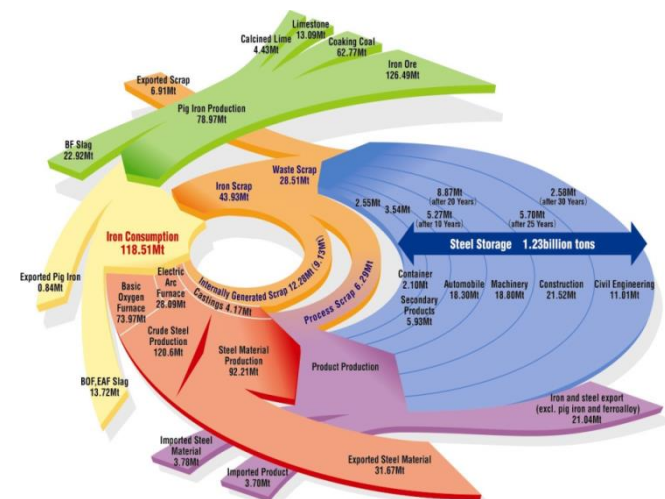 Limestone
13.09Mt
Calcined Lime
4.43Mt
Coaking Coal
62.77Mt
Iron Ore
126.49Mt
Exported Scrap
6.91Mt
Pig Iron Production
78.97Mt
BF Slag
22.92Mt
Waste Scrap
28.51Mt
Iron Scrap
43.93Mt
2.55Mt
3.54Mt
8.87Mt
(after 20 Years)
5.27Mt
(after 10 Years)
2.58Mt
(after 30 Years)
5.70Mt
(after 25 Years)
Steel Storage 1.23billion tons
Iron Consumption
118.51Mt
Exported Pig Iron
0.84Mt
Basic
Oxygen
Furnace
73.97Mt
Electric
Arc
Furnace
28.09Mt
Internally Generated Scrap 12.28Mt (9.13Mt)
Castings 4.17Mt
Process Scrap 6.29Mt
Container
2.10Mt
Secondary
Products
5.93Mt
Automobile
18.30Mt
Machinery
18.80Mt
Construction
21.52Mt
Civil Engineering
11.01Mt
Crude Steel
Production
120.6Mt
Steel Material
Production
92.21Mt
Product Production
BOF,EAF Slag
13.72Mt
Iron and steel export
(excl. pig iron and ferroalloy)
21.04Mt
Imported Steel
Material
3.78Mt
Imported Product
3.70Mt
Exported Steel Material
31.67Mt